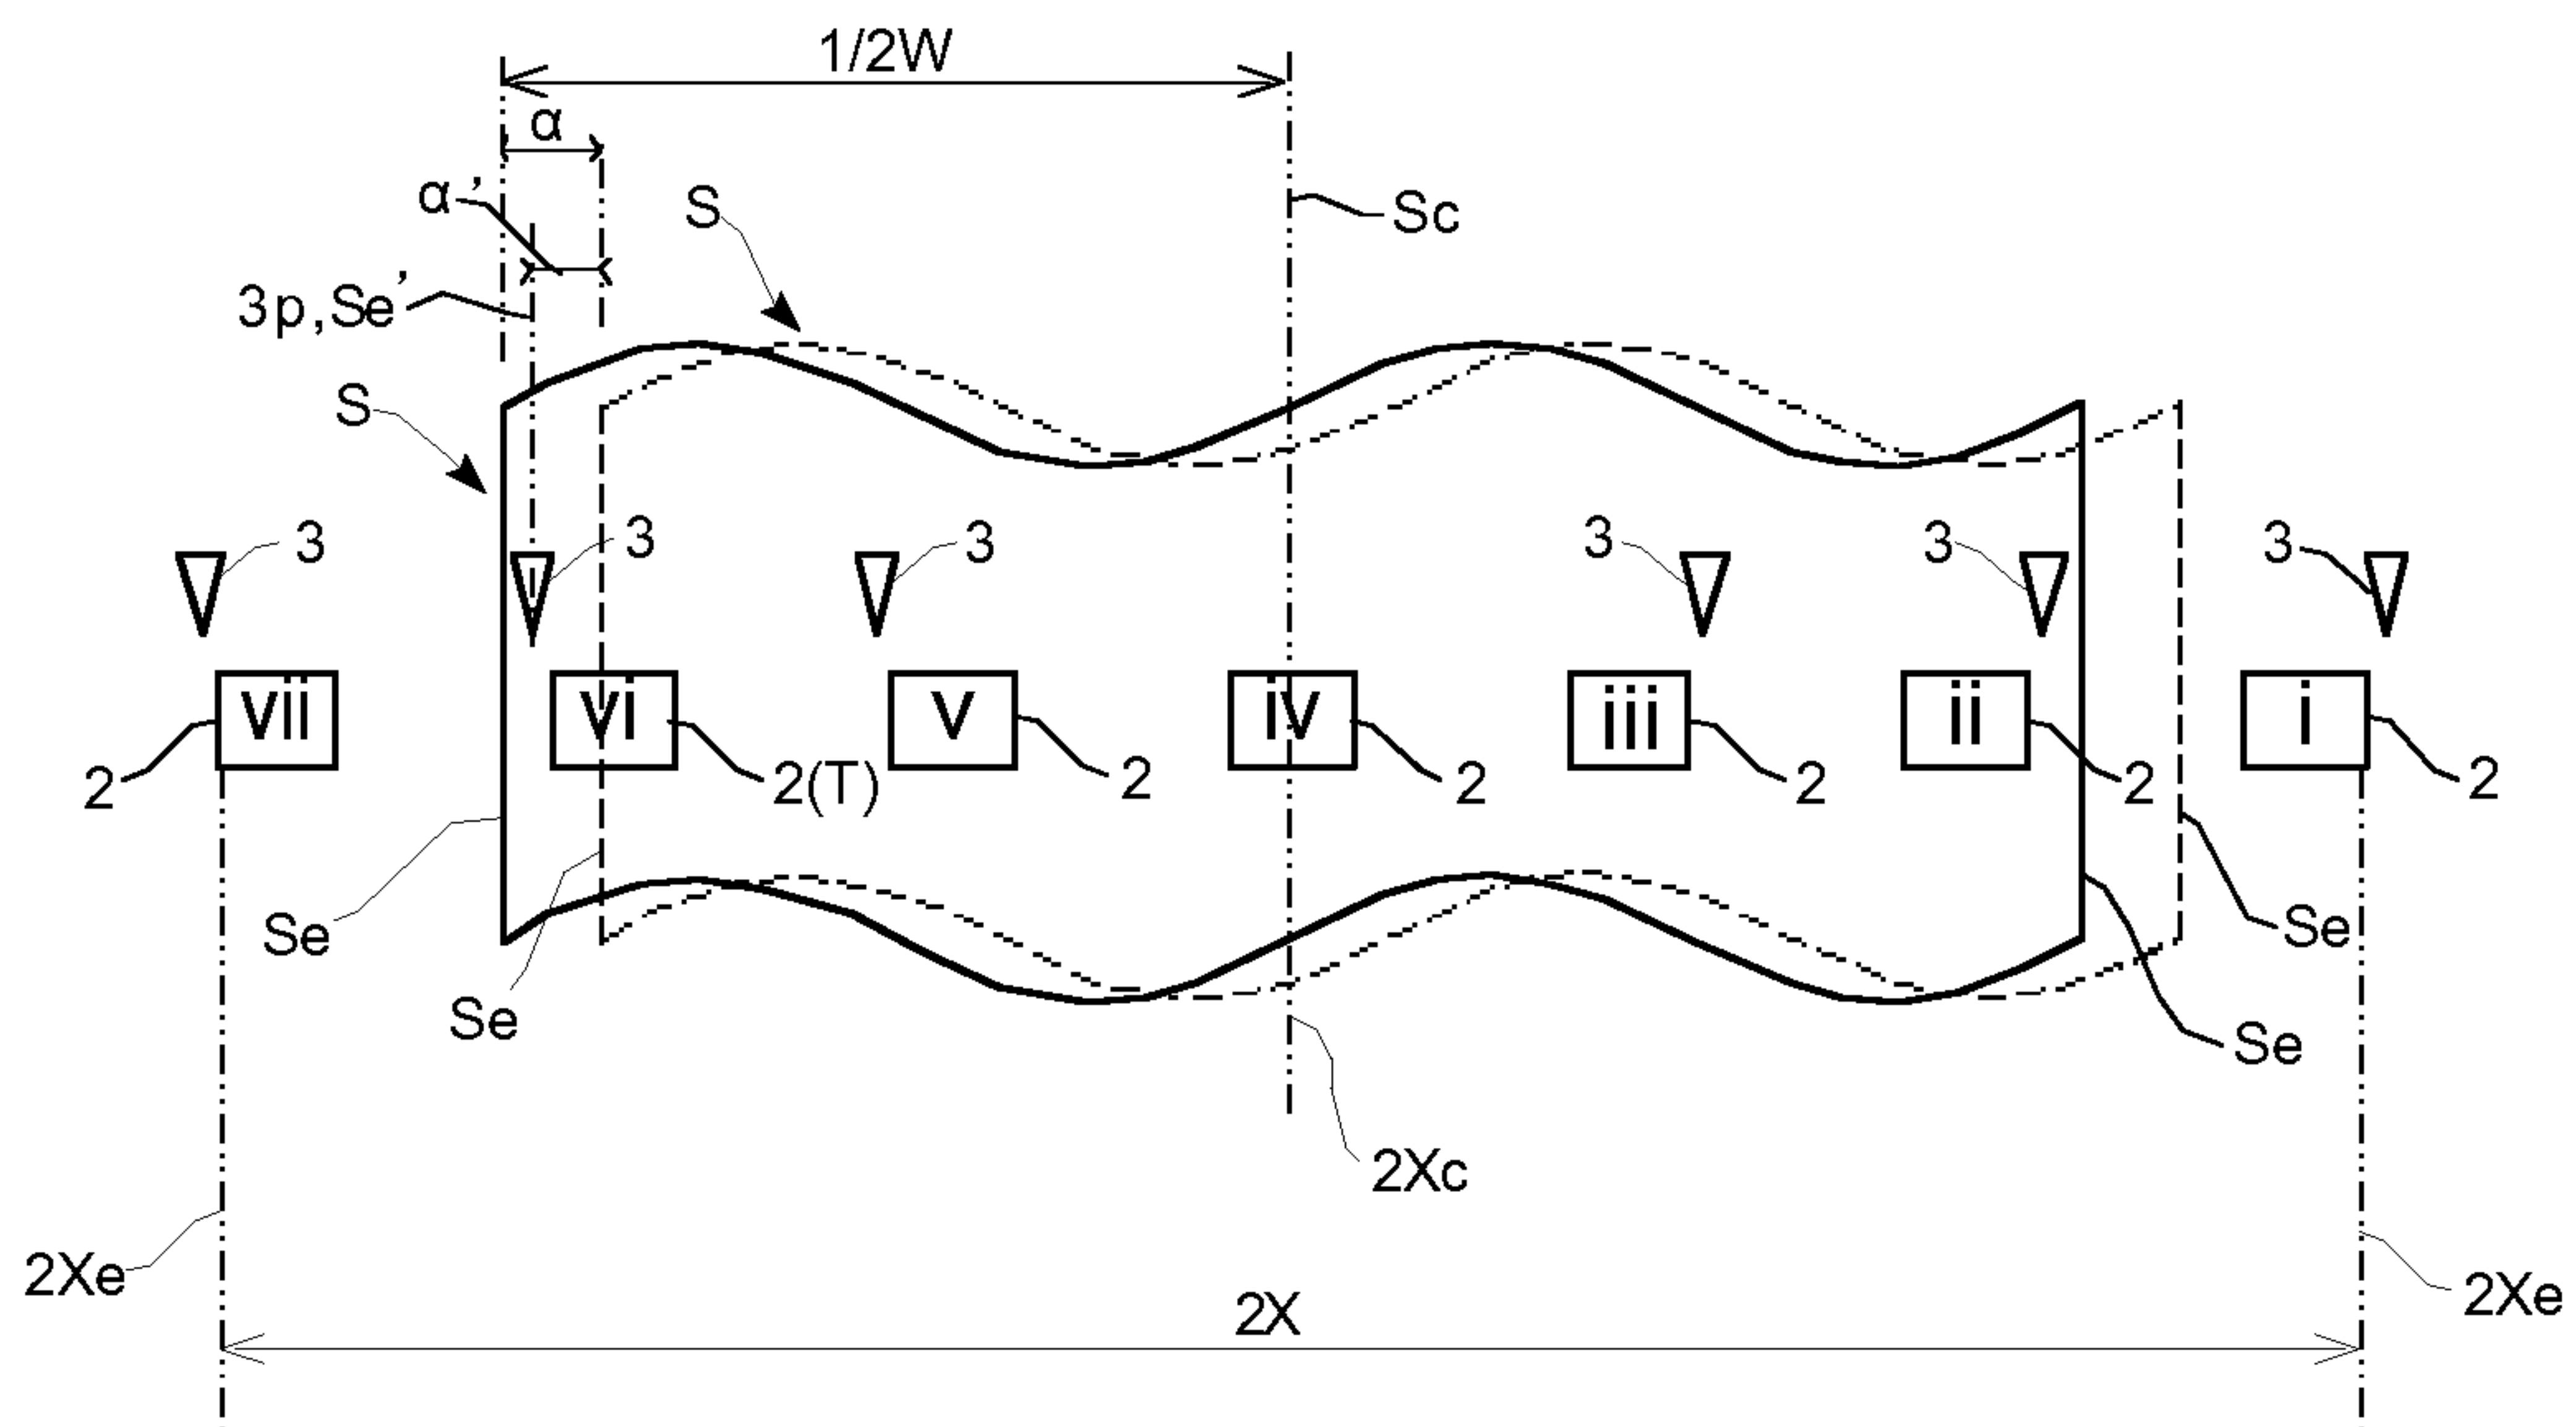 1/2W
α
α’
S
Sc
3p,Se’
S
3
3
3
3
3
3
vii
vi
v
iv
iii
ii
i
2
2(T)
2
2
2
2
2
Se
Se
Se
Se
2Xc
2Xe
2Xe
2X